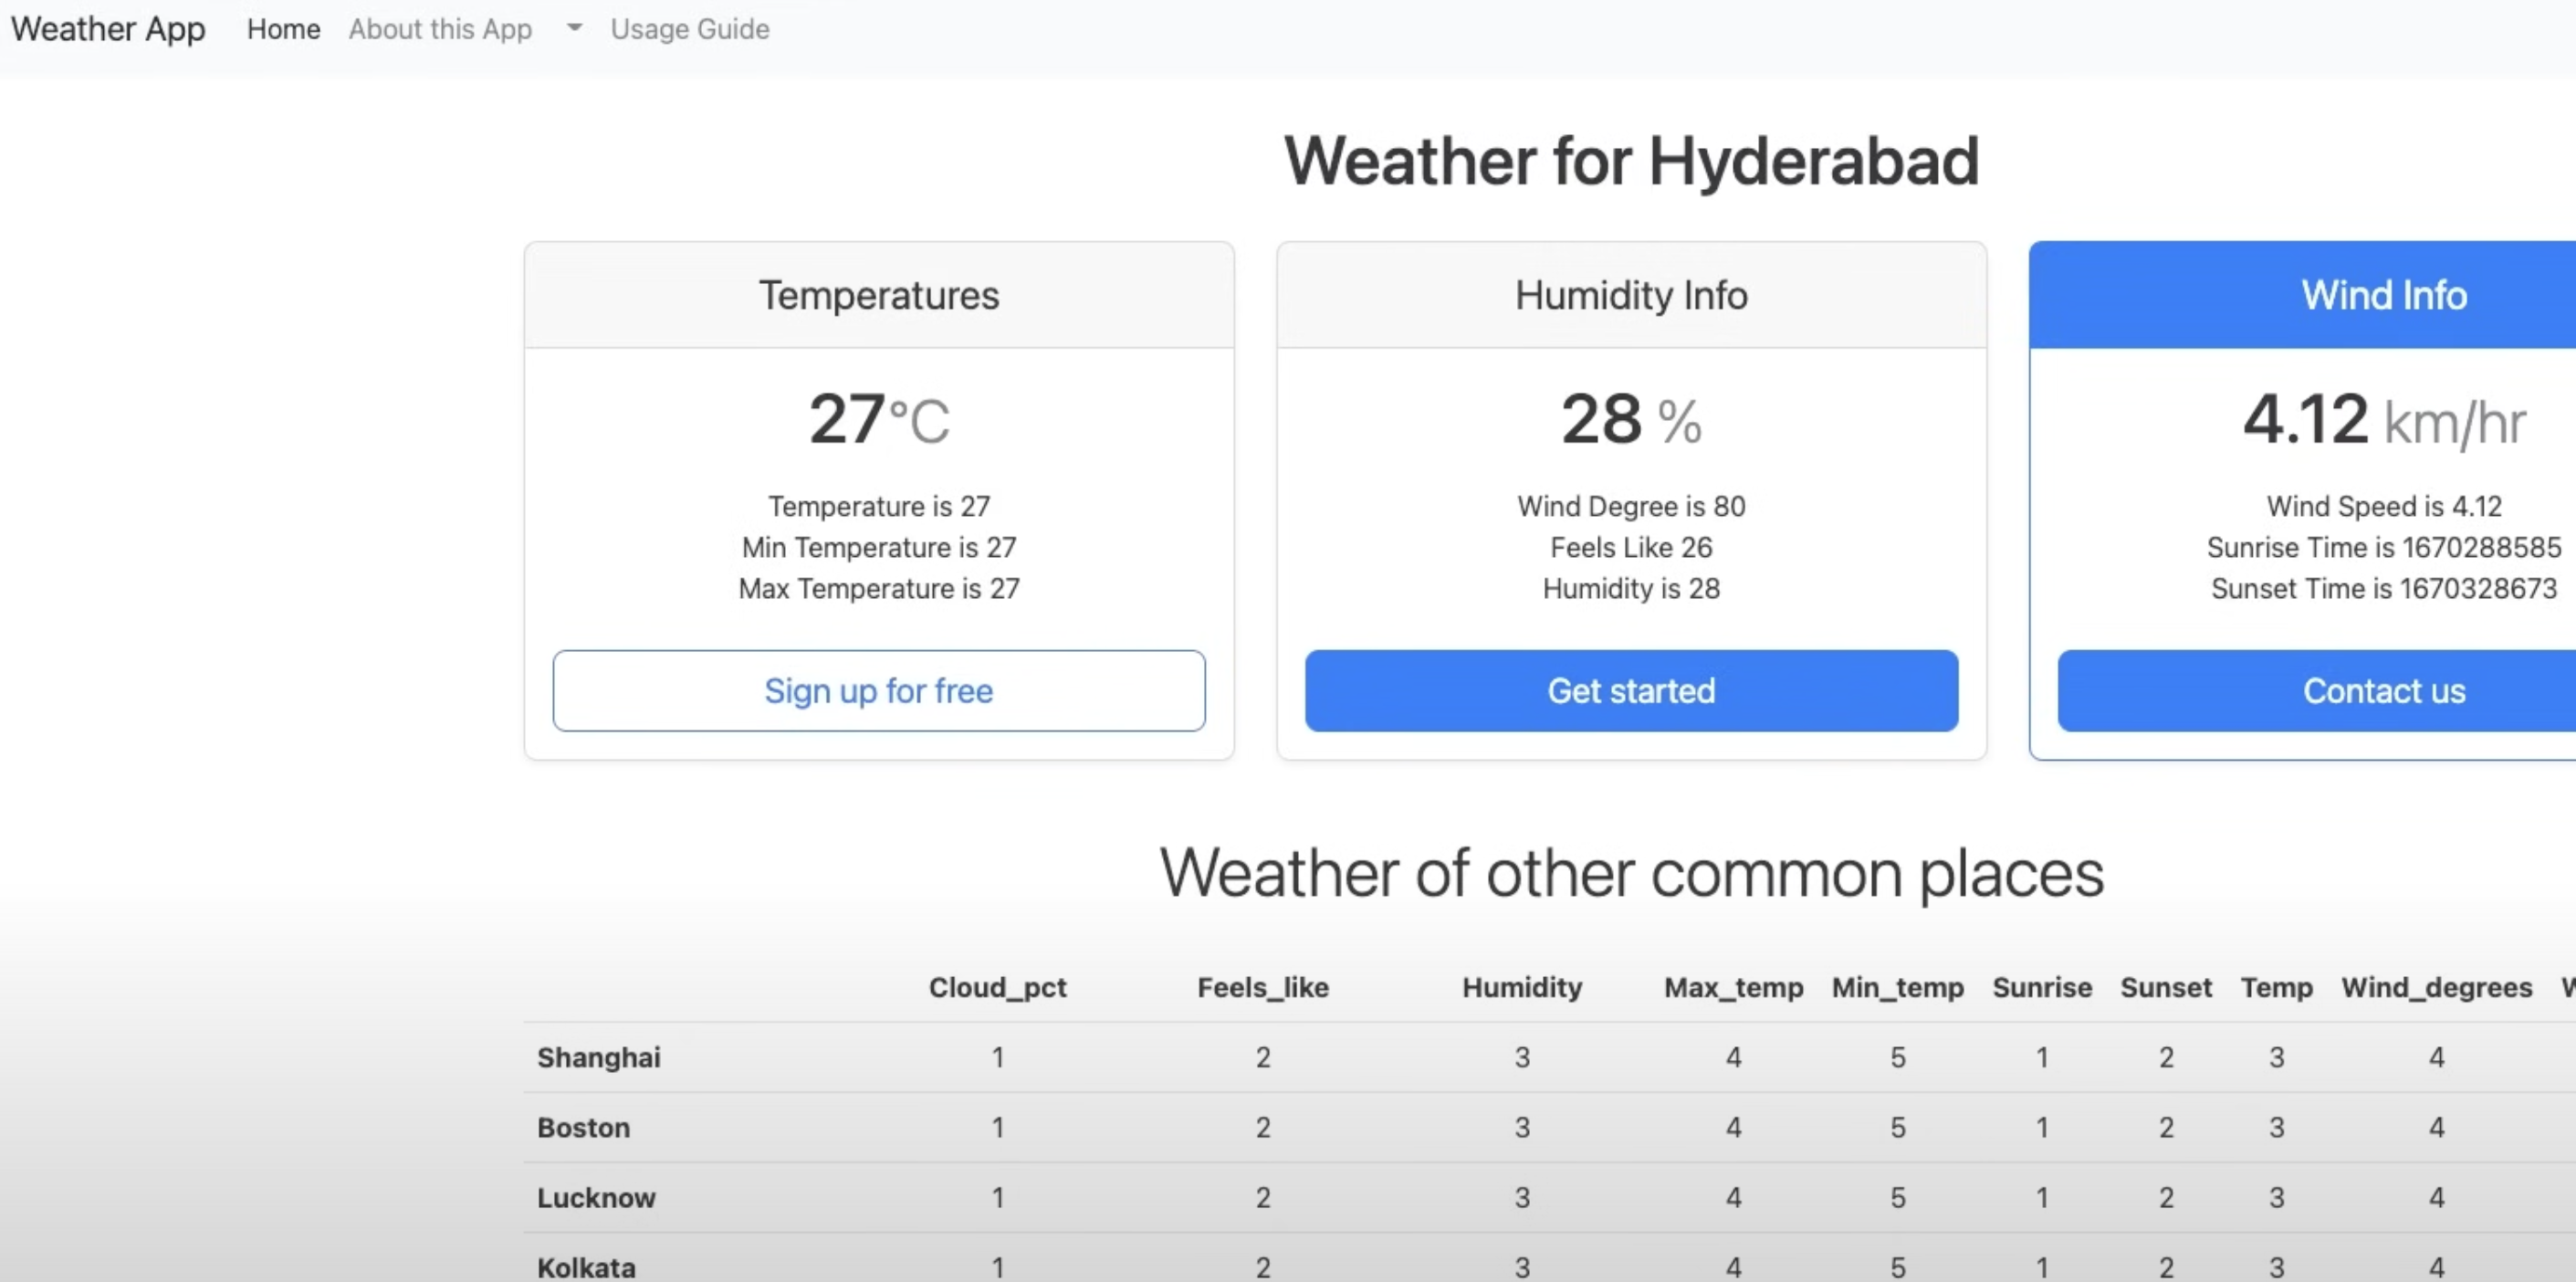 Weather App Home About this App Usage Guide
Weather for Hyderabad
Temperatures
27°C
Temperature is 27
Min Temperature is 27
Max Temperature is 27
Sign up for free
Humidity Info
28 %
Wind Degree is 80
Feels Like 26
Humidity is 28
Get started
Wind Info
4.12 km/hr
Wind Speed is 4.12
Sunrise Time is 1670288585
Sunset Time is 1670328673
Contact us
Weather of other common places
Cloud_pct Feels_like Humidity Max_temp Min_temp Sunrise Sunset Temp Wind_degrees
Shanghai 1 2 3 4 5 1 2 3 4
Boston 1 2 3 4 5 1 2 3 4
Lucknow 1 2 3 4 5 1 2 3 4
Kolkata 1 2 3 4 5 1 2 3 4